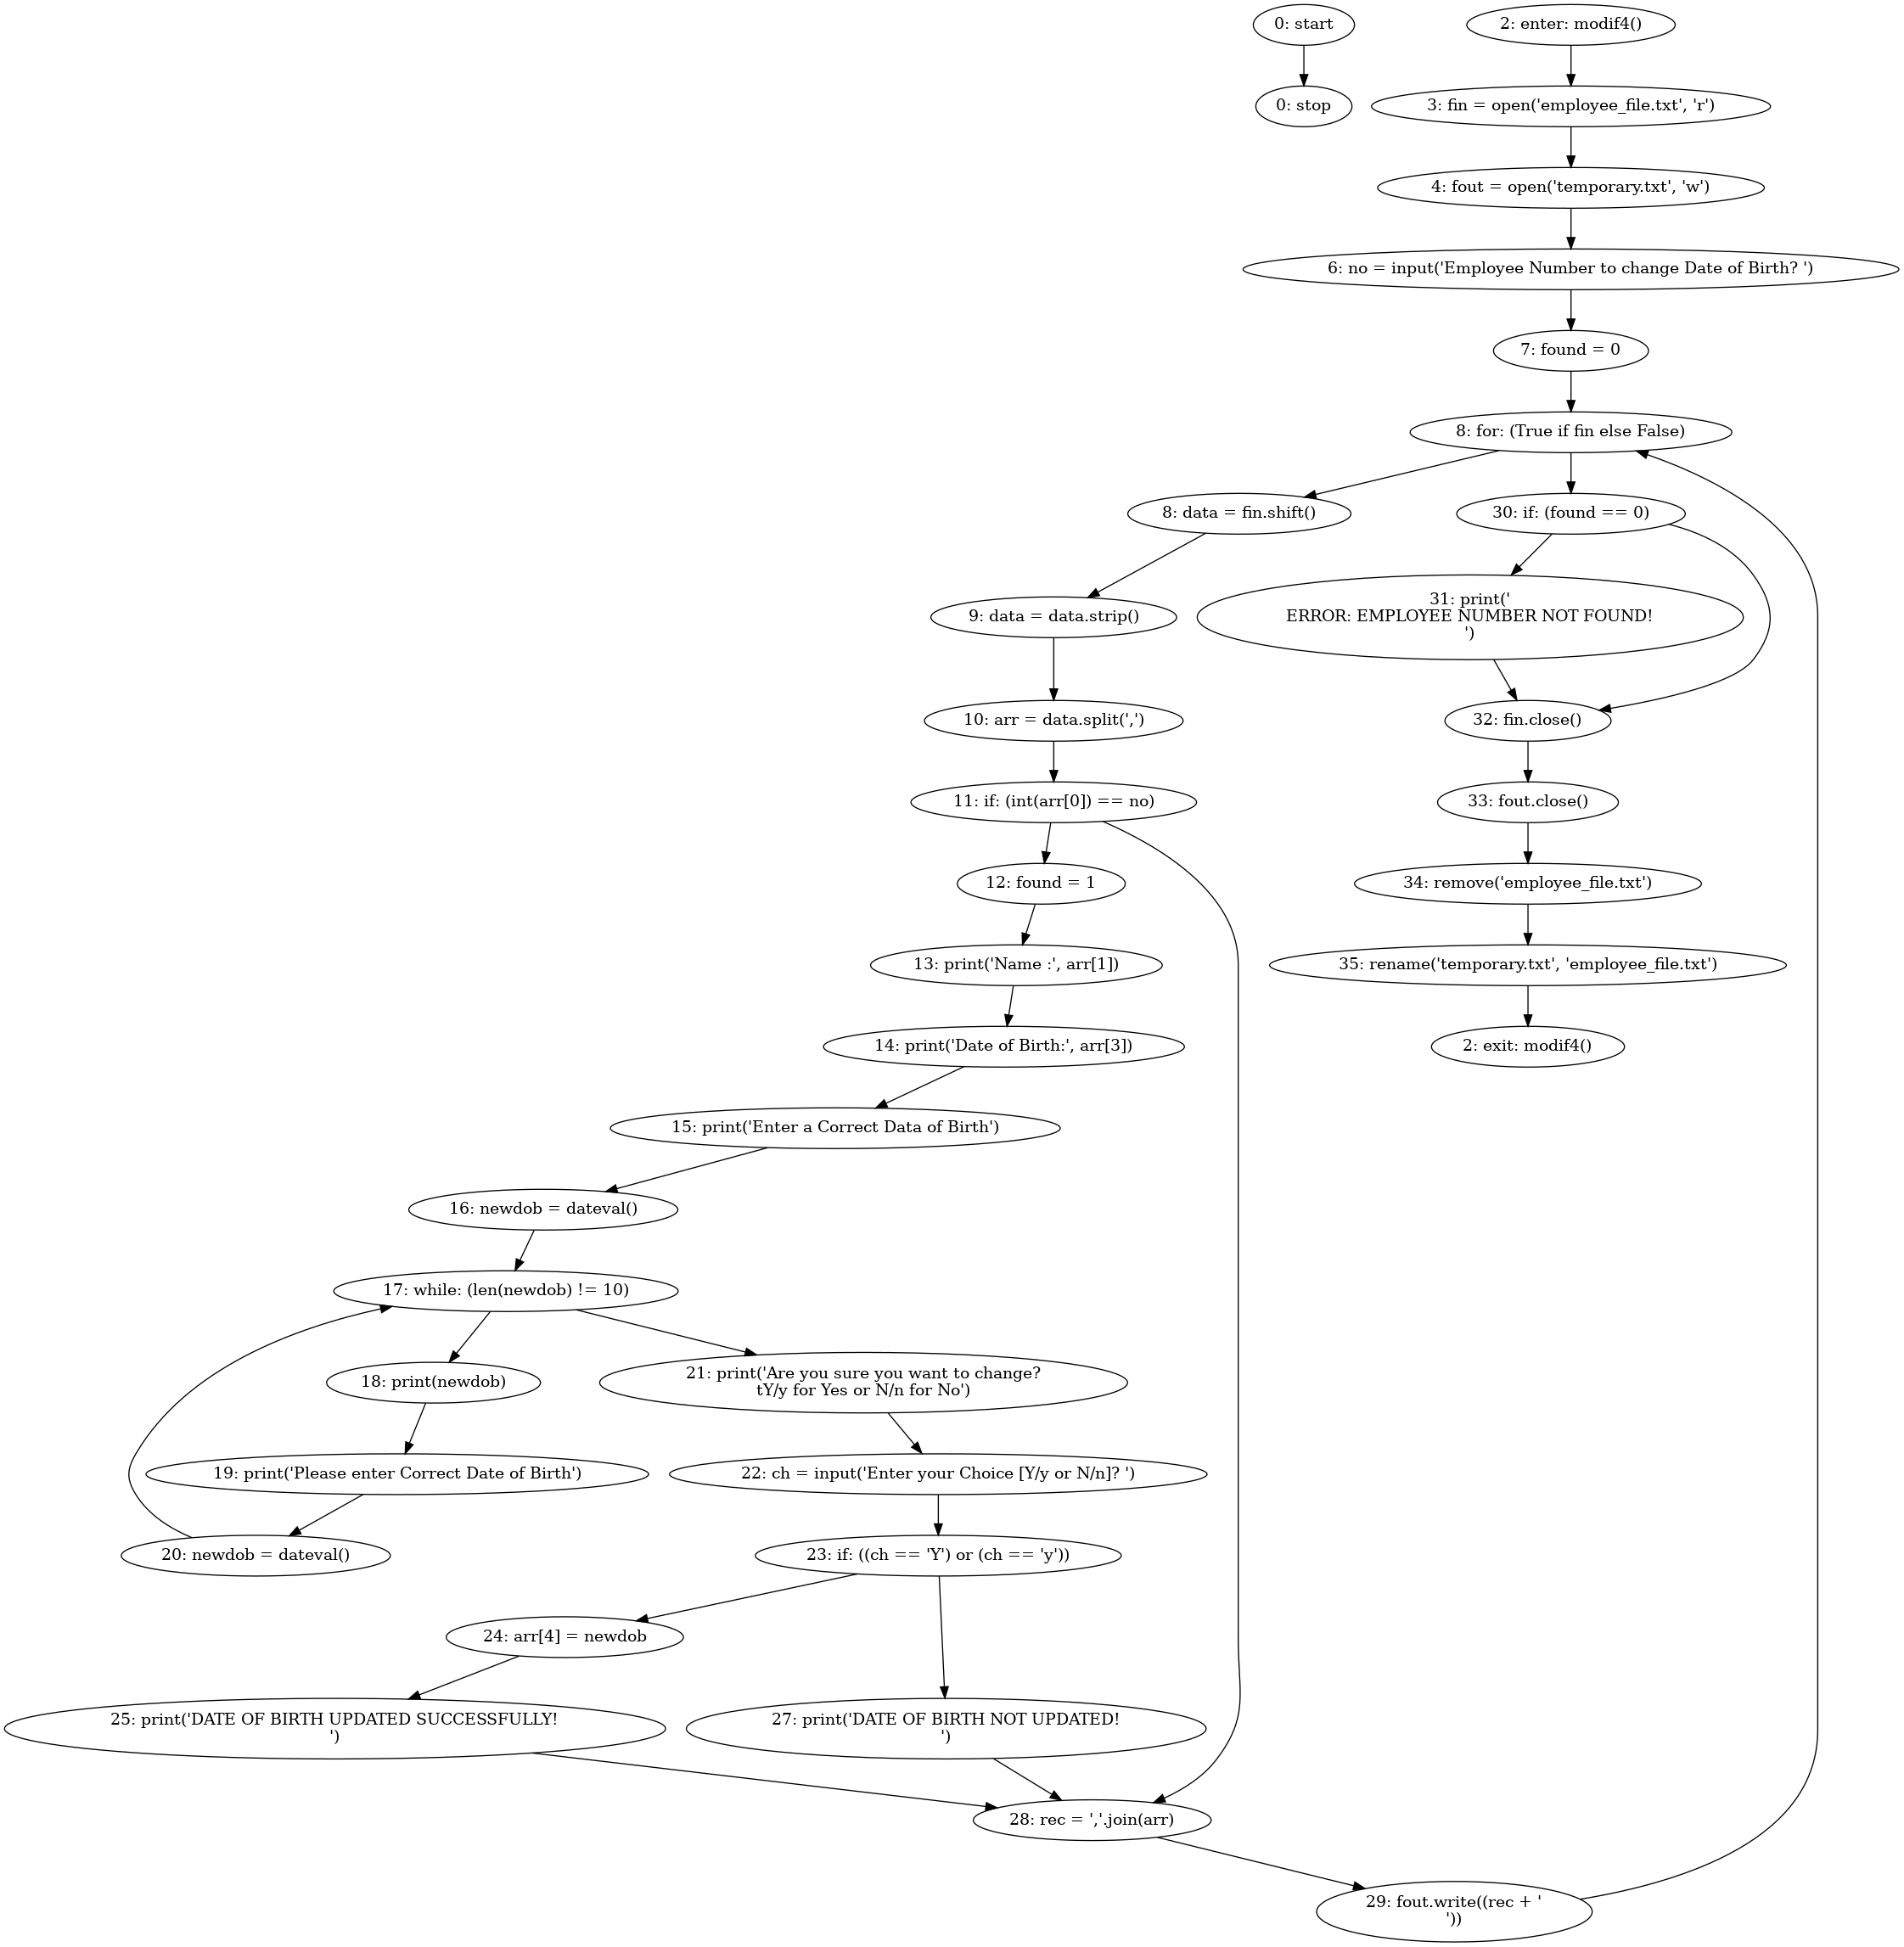 0: start
0: stop
2: enter: modif4()
3: fin = open('employee_file.txt', 'r')
4: fout = open('temporary.txt', 'w')
6: no = input('Employee Number to change Date of Birth? ')
7: found = 0
8: for: (True if fin else False)
8: data = fin.shift()
30: if: (found == 0)
9: data = data.strip()
31: print('
ERROR: EMPLOYEE NUMBER NOT FOUND!
')
10: arr = data.split(',')
32: fin.close()
11: if: (int(arr[0]) == no)
33: fout.close()
12: found = 1
34: remove('employee_file.txt')
13: print('Name :', arr[1])
35: rename('temporary.txt', 'employee_file.txt')
14: print('Date of Birth:', arr[3])
2: exit: modif4()
15: print('Enter a Correct Data of Birth')
16: newdob = dateval()
17: while: (len(newdob) != 10)
18: print(newdob)
21: print('Are you sure you want to change?
tY/y for Yes or N/n for No')
19: print('Please enter Correct Date of Birth')
22: ch = input('Enter your Choice [Y/y or N/n]? ')
20: newdob = dateval()
23: if: ((ch == 'Y') or (ch == 'y'))
24: arr[4] = newdob
25: print('DATE OF BIRTH UPDATED SUCCESSFULLY!
')
27: print('DATE OF BIRTH NOT UPDATED!
')
28: rec = ','.join(arr)
29: fout.write((rec + '
'))